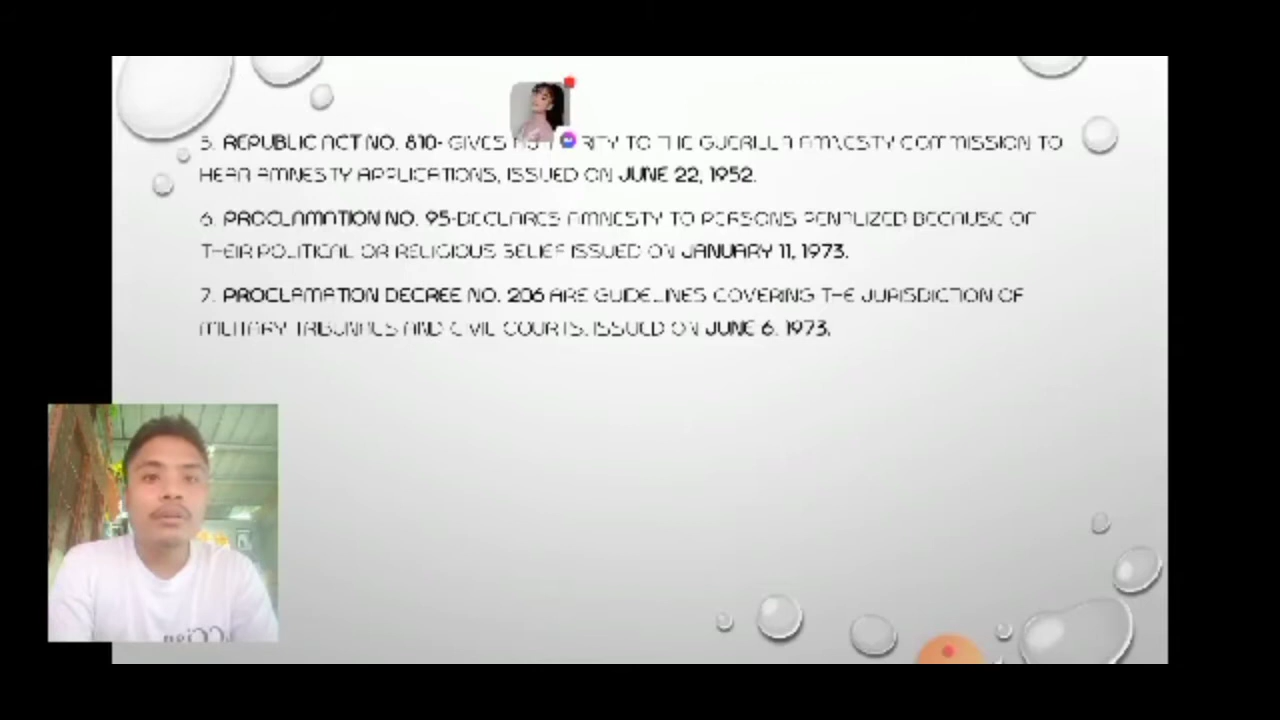 5. REPUBLIC ACT NO. 810- GIVES TO THE GUERILLA AMNESTY COMMISSION TO
HEAR AMNESTY APPLICATIONS, ISSUED ON JUNE 22, 1952.
6. PROCLAMATION NO. 95-DECLARES AMNESTY TO PERSONS PENALIZED BECAUSE OF
THEIR POLITICAL OR RELIGIOUS BELIEF ISSUED ON JANUARY 11, 1973.
7. PROCLAMATION DECREE NO. 206 ARE GUIDELINES COVERING THE JURISDICTION OF
MILITARY TRIBUNALS AND CIVIL COURTS. ISSUED ON JUNE 6, 1973.